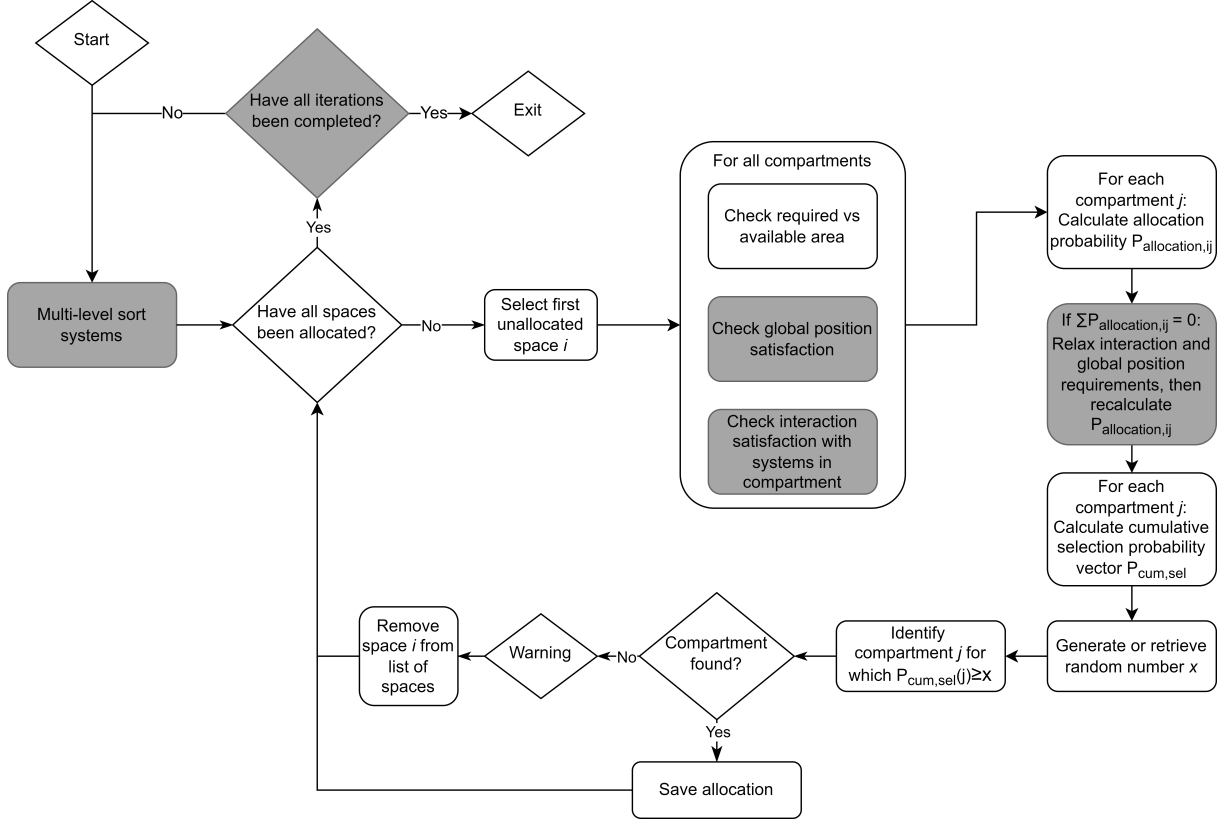 Start
Have all iterations
been completed?
No
Yes
Exit
Yes
Multi-level sort
systems
Have all spaces
been allocated?
No
Select first
unallocated
space i
For all compartments
Check required vs
available area
Check global position
satisfaction
Check interaction
satisfaction with
systems in
compartment
For each
compartment j:
Calculate allocation
probability Pallocation,ij
If ∑Pallocation,ij = 0:
Relax interaction and
global position
requirements, then
recalculate
Pallocation,ij
For each
compartment j:
Calculate cumulative
selection probability
vector Pcum,sel
Generate or retrieve
random number x
Identify
compartment j for
which Pcum,sel(j)≥x
Compartment
found?
No
Warning
Remove
space i from
list of
spaces
Yes
Save allocation